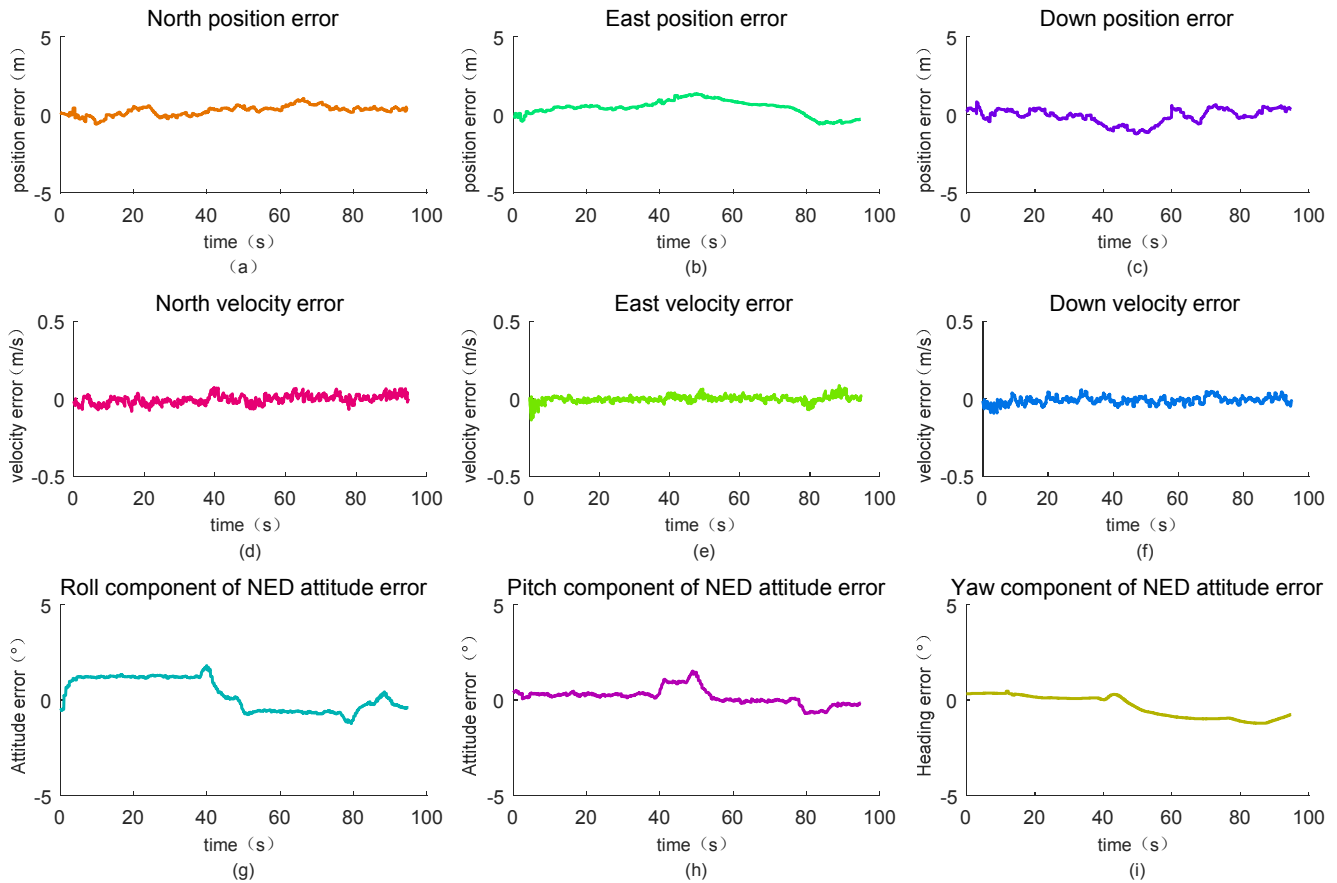 North position error
East position error
Down position error
position error（m）
5
0
-5
0 20 40 60 80 100
time（s）
（a）
position error（m）
5
0
-5
0 20 40 60 80 100
time（s）
(b)
position error（m）
5
0
-5
0 20 40 60 80 100
time（s）
(c)
North velocity error
East velocity error
Down velocity error
velocity error（m/s）
0.5
0
-0.5
0 20 40 60 80 100
time（s）
(d)
velocity error（m/s）
0.5
0
-0.5
0 20 40 60 80 100
time（s）
(e)
velocity error（m/s）
0.5
0
-0.5
0 20 40 60 80 100
time（s）
(f)
Roll component of NED attitude error
Pitch component of NED attitude error
Yaw component of NED attitude error
Attitude error（°）
5
0
-5
0 20 40 60 80 100
time（s）
(g)
Attitude error（°）
5
0
-5
0 20 40 60 80 100
time（s）
(h)
Heading error（°）
5
0
-5
0 20 40 60 80 100
time（s）
(i)